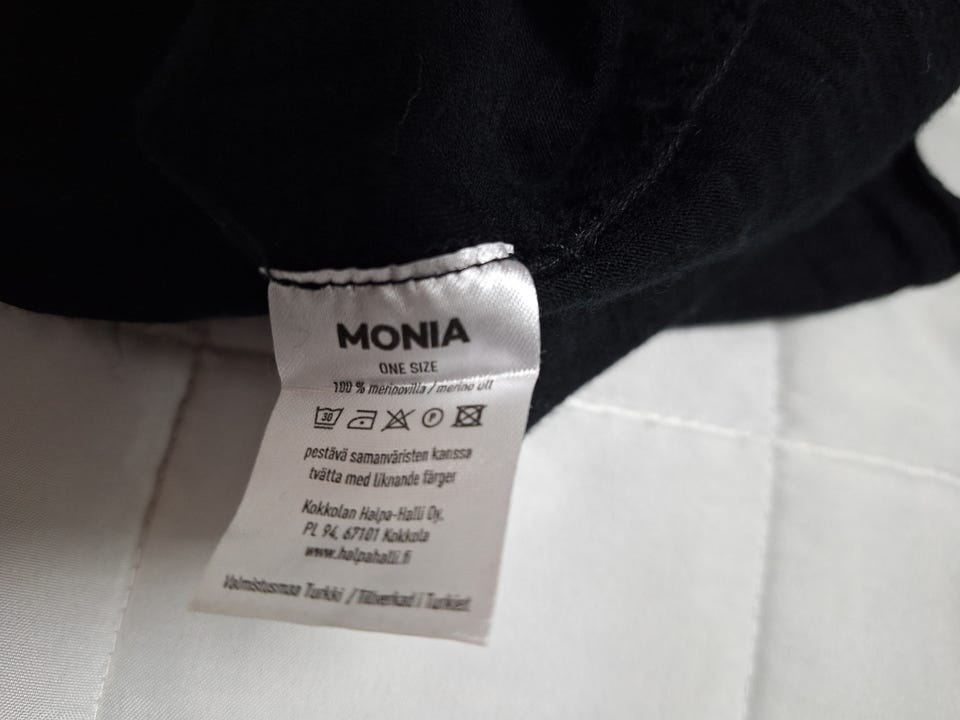 MONIA
ONE SIZE
100 % merinovilla / merino ull
30 P
pestävä samanväristen kanssa
tvätta med liknande färger
Kokkolan Halpa-Halli Oy.
PL 94, 67101 Kokkola
www.halpahalli.fi
Valmistusmaa Turkki / Tillverkad i Turkiet